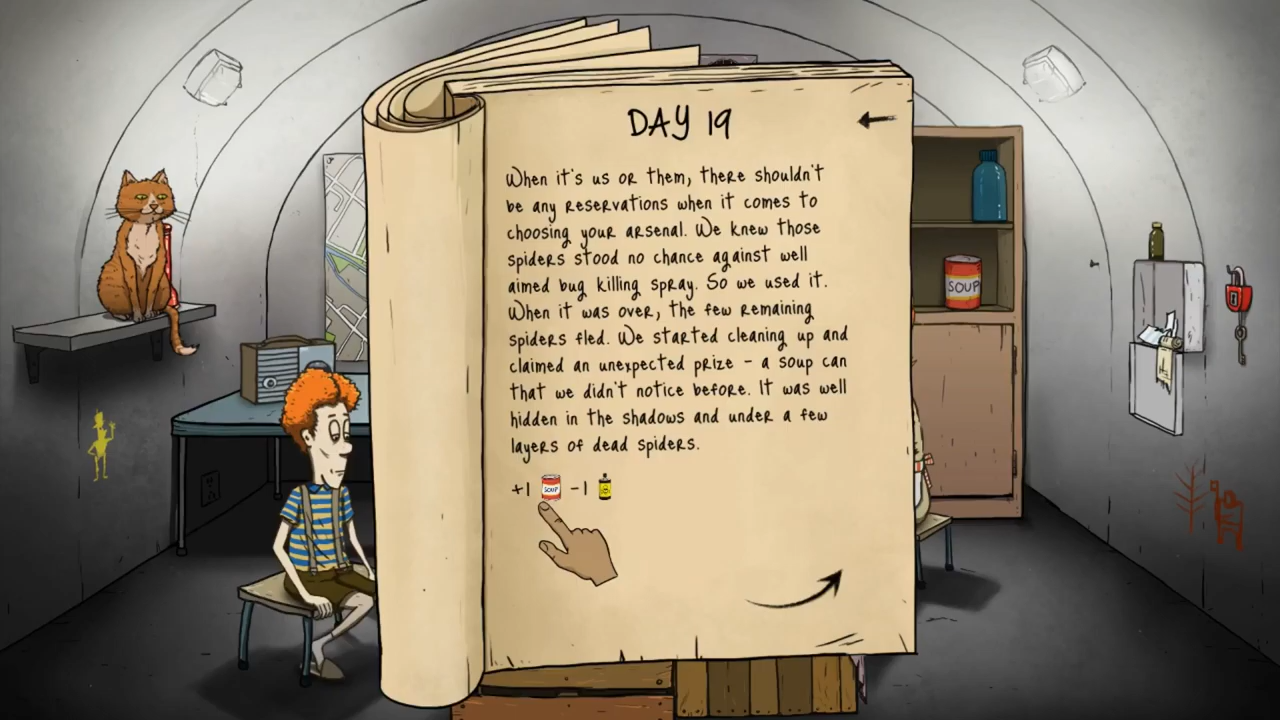 DAY 19
When it's us or them, there shouldn't
be any reservations when it comes to
choosing your arsenal. We knew those
spiders stood no chance against well
aimed bug killing spray. So we used it.
When it was over, the few remaining
spiders fled. We started cleaning up and
claimed an unexpected prize - a soup can
that we didn't notice before. It was well
hidden in the shadows and under a few
layers of dead spiders.
+1 SOUP -1
SOUP